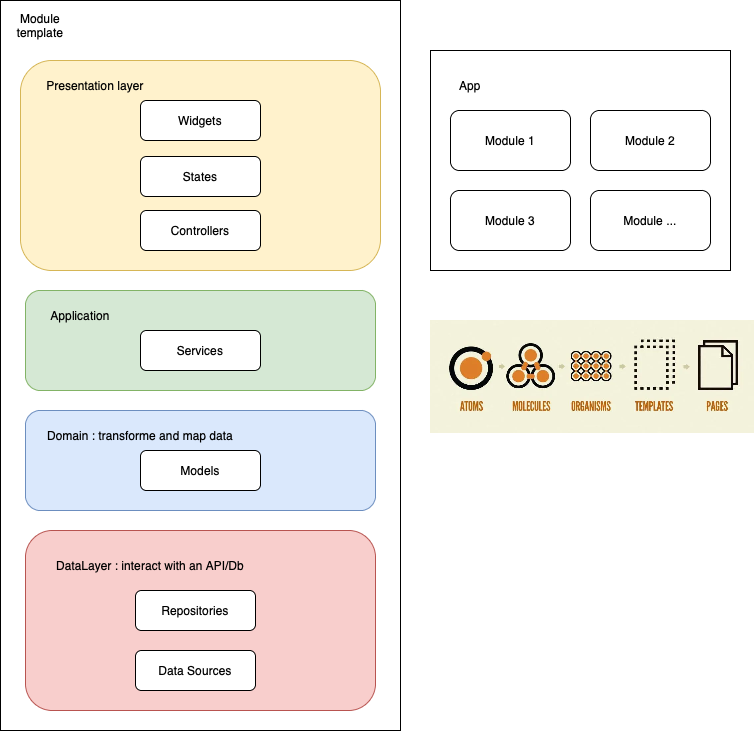 Module
template
Presentation layer
Widgets
States
Controllers
Application
Services
Domain : transforme and map data
Models
DataLayer : interact with an API/Db
Repositories
Data Sources
App
Module 1
Module 2
Module 3
Module ...
ATOMS
MOLECULES
ORGANISMS
TEMPLATES
PAGES